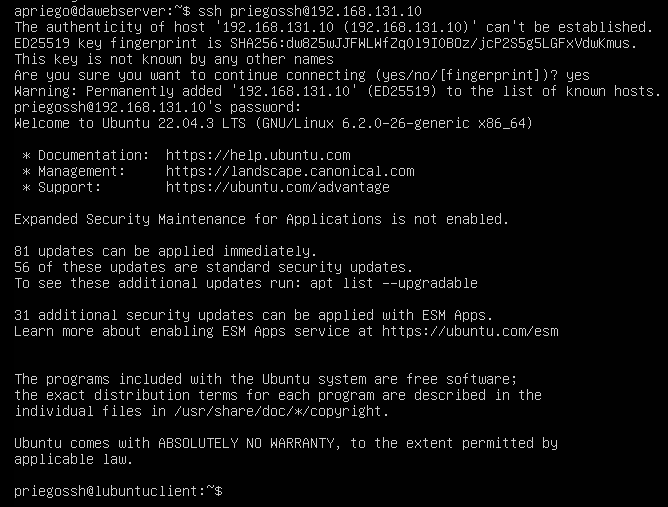 apriego@dawebserver:~$ ssh priegossh@192.168.131.10
The authenticity of host '192.168.131.10 (192.168.131.10)' can't be established.
ED25519 key fingerprint is SHA256:dw8Z5wJJFWLWfZq0l9I0BOz/jcP2S5g5LGFxVdwKmus.
This key is not known by any other names
Are you sure you want to continue connecting (yes/no/[fingerprint])? yes
Warning: Permanently added '192.168.131.10' (ED25519) to the list of known hosts.
priegossh@192.168.131.10's password:
Welcome to Ubuntu 22.04.3 LTS (GNU/Linux 6.2.0-26-generic x86_64)
* Documentation:  https://help.ubuntu.com
* Management:     https://landscape.canonical.com
* Support:        https://ubuntu.com/advantage
Expanded Security Maintenance for Applications is not enabled.
81 updates can be applied immediately.
56 of these updates are standard security updates.
To see these additional updates run: apt list --upgradable
31 additional security updates can be applied with ESM Apps.
Learn more about enabling ESM Apps service at https://ubuntu.com/esm
The programs included with the Ubuntu system are free software;
the exact distribution terms for each program are described in the
individual files in /usr/share/doc/*/copyright.
Ubuntu comes with ABSOLUTELY NO WARRANTY, to the extent permitted by
applicable law.
priegossh@lubuntuclient:~$